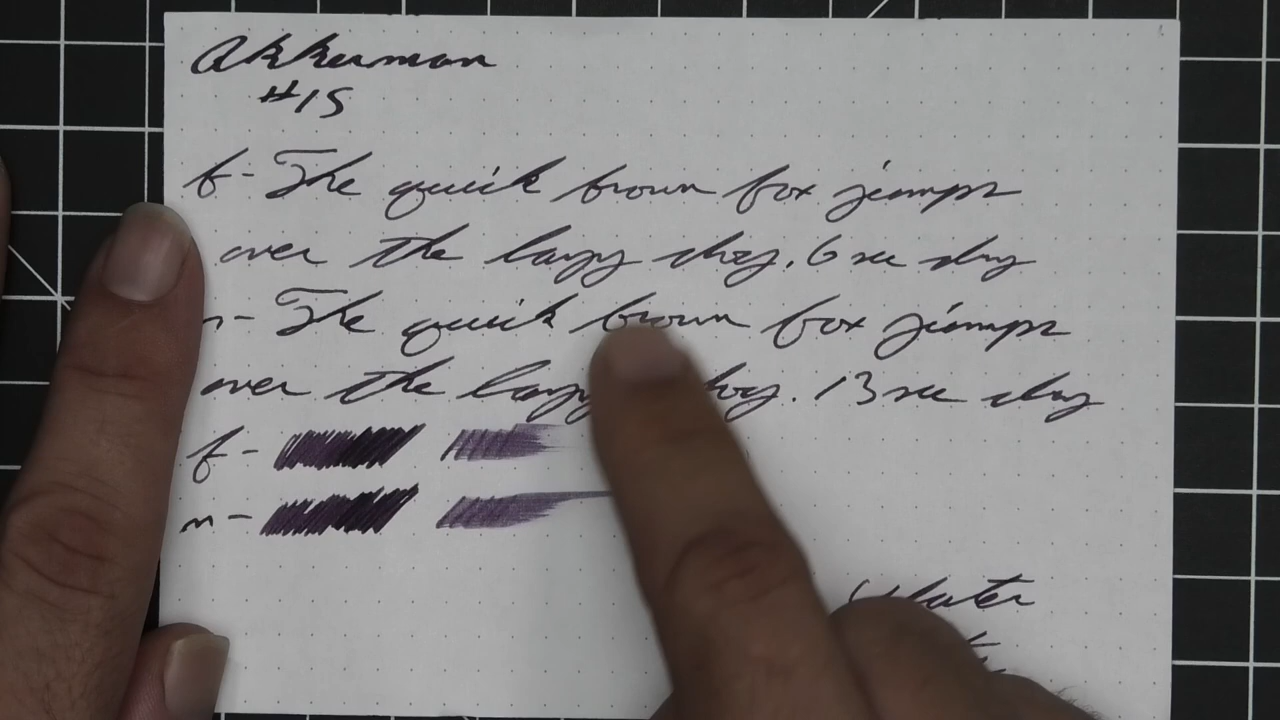 Akkerman
#15
f- The quick brown fox jumps
over the lazy dog. 6 sec dry
- The quick brown fox jumps
over the lazy dog. 13 sec dry
f-
m-
Water